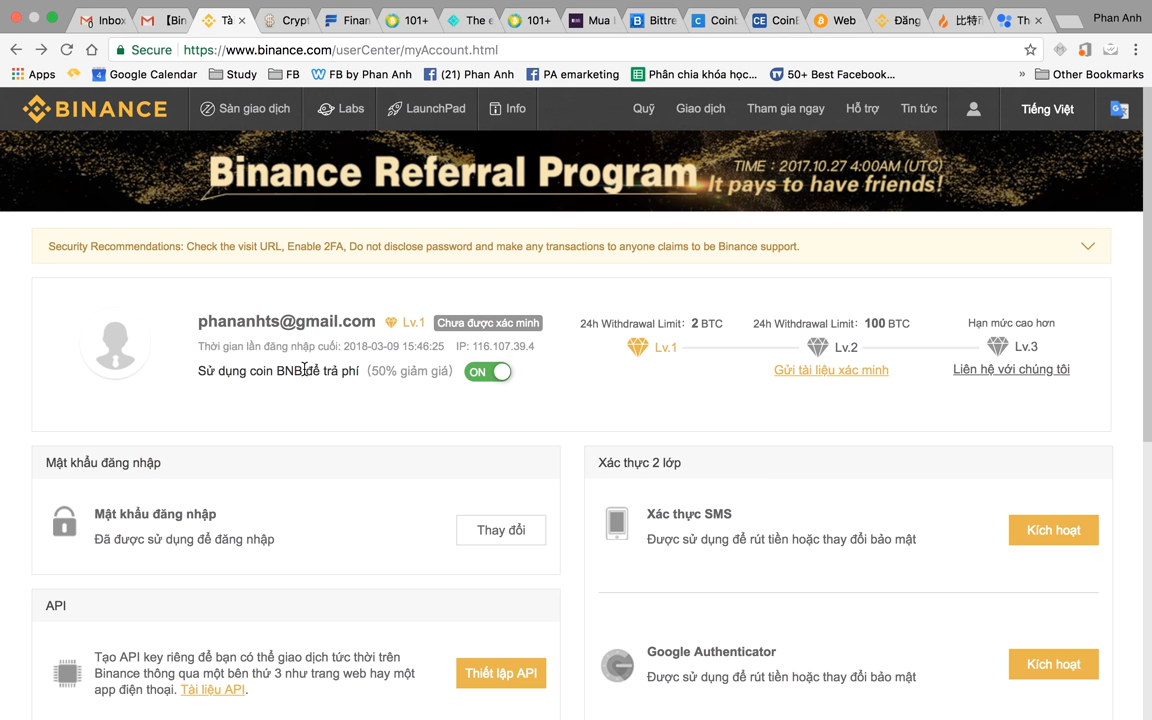 Inbo
【Bin
Tà
Cryp
Finan
101+
The e
101+
Mua
Bittre
Coinb
CoinE
Web
Đăng
比特
Th
Phan Anh
Secure
https://www.binance.com/userCenter/myAccount.html
Apps
Google Calendar
Study
FB
FB by Phan Anh
(21) Phan Anh
PA emarketing
Phân chia khóa học...
50+ Best Facebook...
»
Other Bookmarks
BINANCE
Sàn giao dịch
Labs
LaunchPad
Info
Quỹ
Giao dịch
Tham gia ngay
Hỗ trợ
Tin tức
Tiếng Việt
Binance Referral Program
TIME : 2017.10.27 4:00AM (UTC)
It pays to have friends!
Security Recommendations: Check the visit URL, Enable 2FA, Do not disclose password and make any transactions to anyone claims to be Binance support.
phananhts@gmail.com
Lv.1
Chưa được xác minh
Thời gian lần đăng nhập cuối: 2018-03-09 15:46:25 IP: 116.107.39.4
Sử dụng coin BNB để trả phí (50% giảm giá)
ON
24h Withdrawal Limit: 2 BTC
24h Withdrawal Limit: 100 BTC
Hạn mức cao hơn
Lv.1
Lv.2
Lv.3
Gửi tài liệu xác minh
Liên hệ với chúng tôi
Mật khẩu đăng nhập
Mật khẩu đăng nhập
Đã được sử dụng để đăng nhập
Thay đổi
API
Tạo API key riêng để bạn có thể giao dịch tức thời trên
Binance thông qua một bên thứ 3 như trang web hay một
app điện thoại. Tài liệu API.
Thiết lập API
Xác thực 2 lớp
Xác thực SMS
Được sử dụng để rút tiền hoặc thay đổi bảo mật
Kích hoạt
Google Authenticator
Được sử dụng để rút tiền hoặc thay đổi bảo mật
Kích hoạt